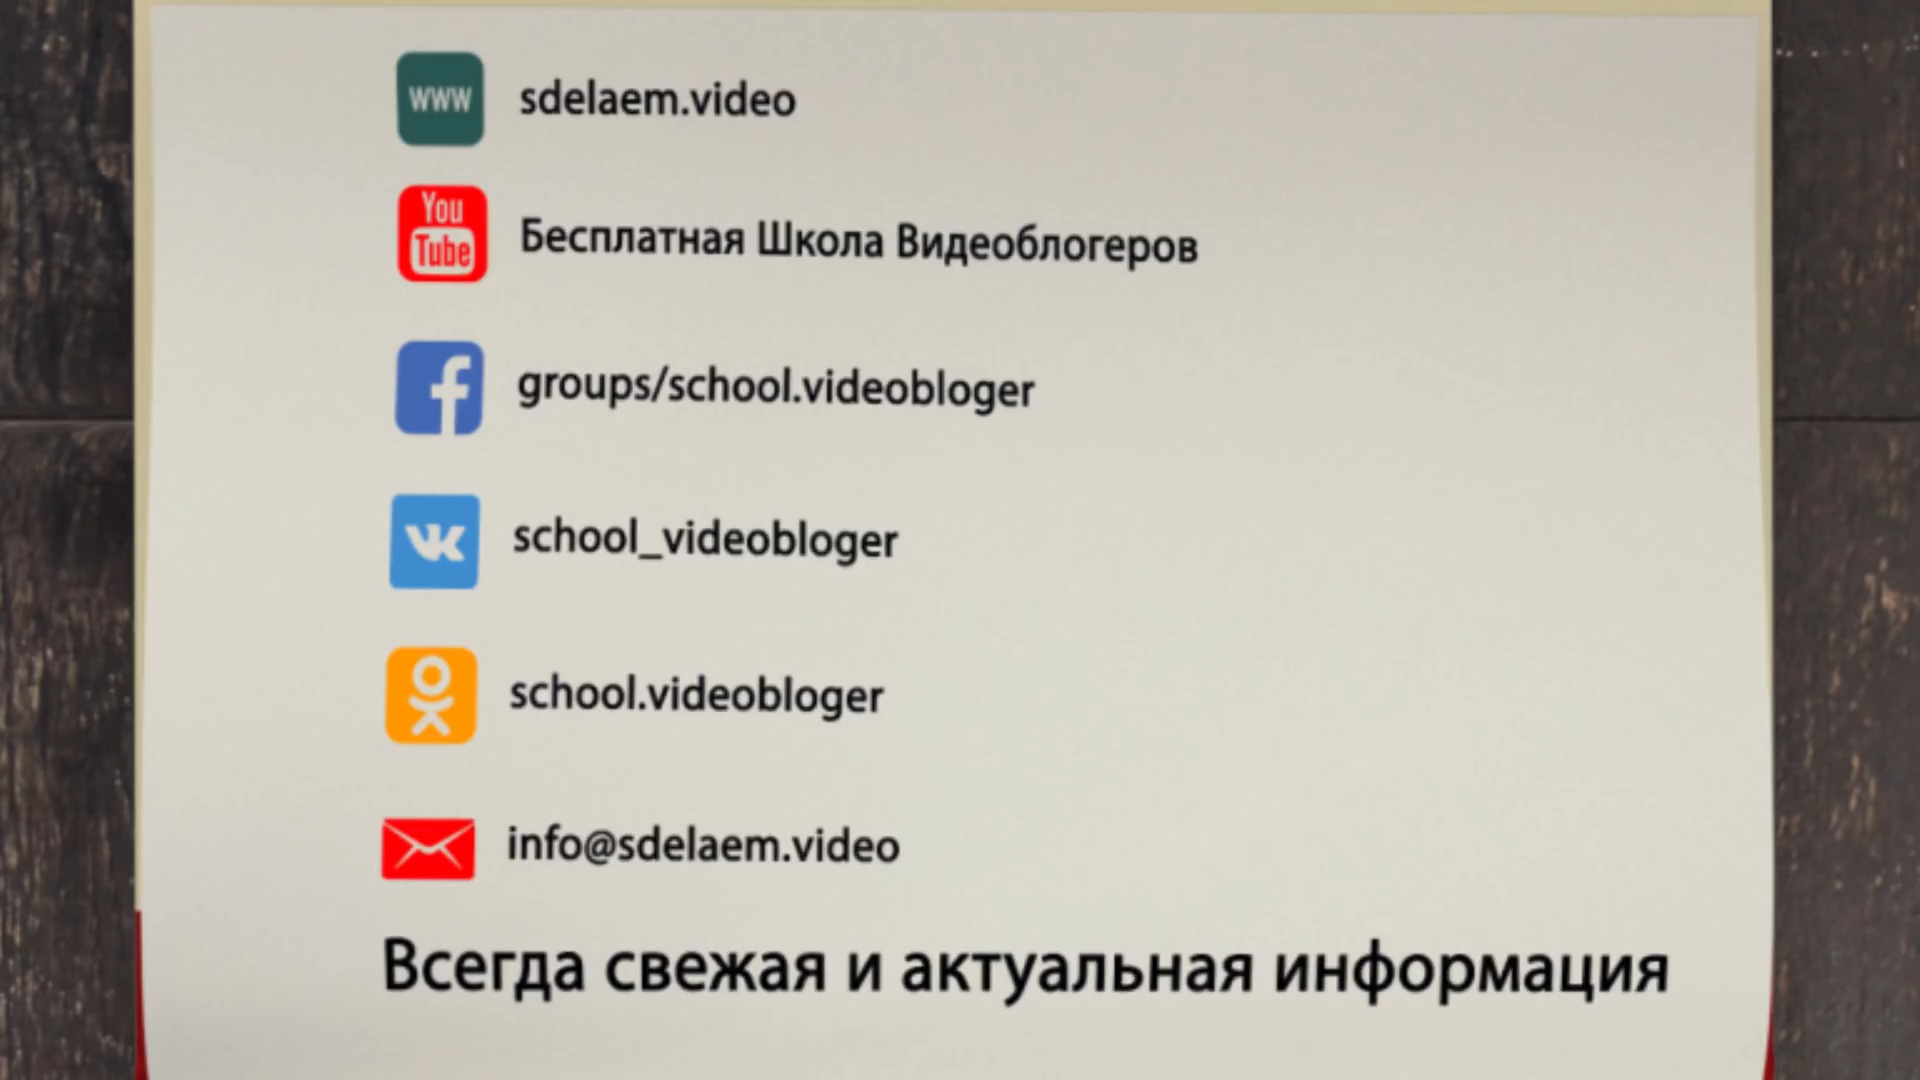 www sdelaem.video
You
Tube Бесплатная Школа Видеоблогеров
f groups/school.videobloger
school_videobloger
school.videobloger
info@sdelaem.video
Всегда свежая и актуальная информация